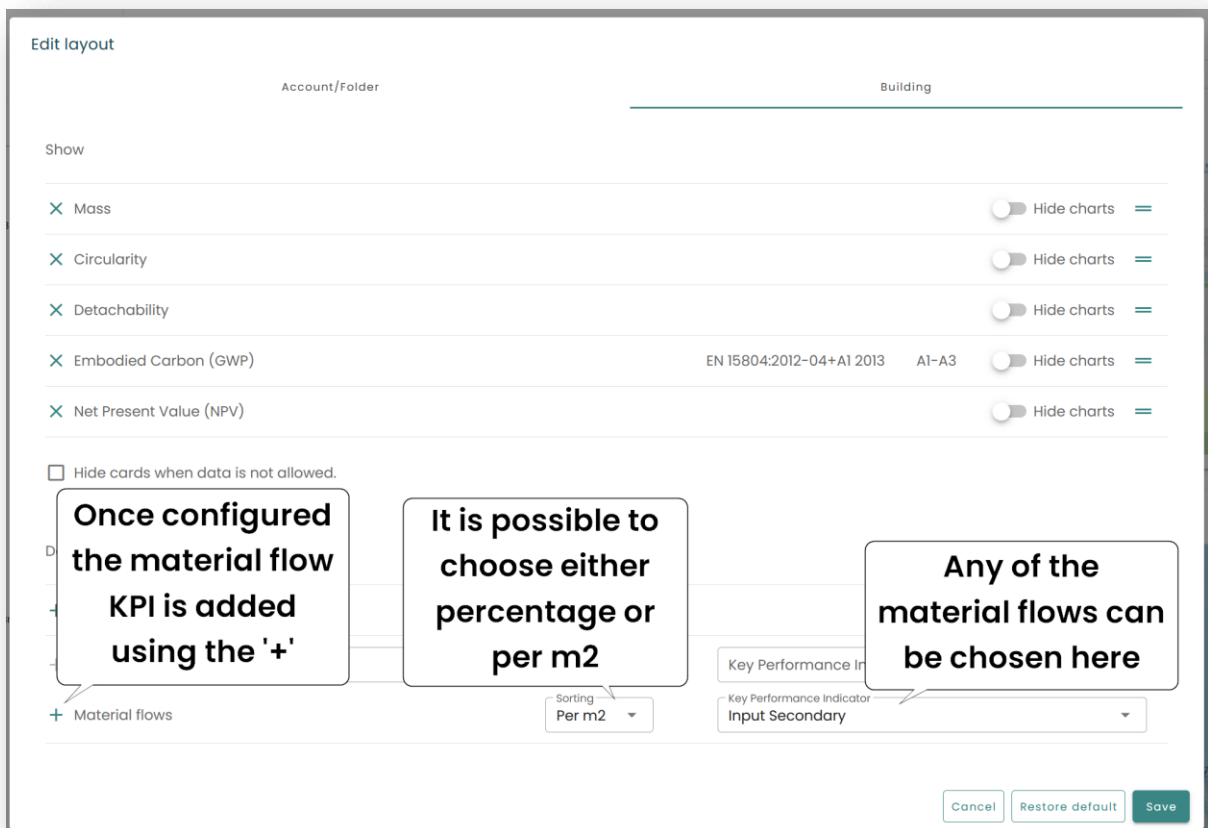 Edit layout
Account/Folder Building
Show
Mass Hide charts
Circularity Hide charts
Detachability Hide charts
Embodied Carbon (GWP) EN 15804:2012-04+A1 2013 A1-A3 Hide charts
Net Present Value (NPV) Hide charts
Hide cards when data is not allowed.
Once configured
the material flow
KPI is added
using the '+'
It is possible to
choose either
percentage or
per m2
Any of the
material flows can
be chosen here
Key Performance
Sorting
Key Performance Indicator
+ Material flows Per m2 Input Secondary
Cancel Restore default Save